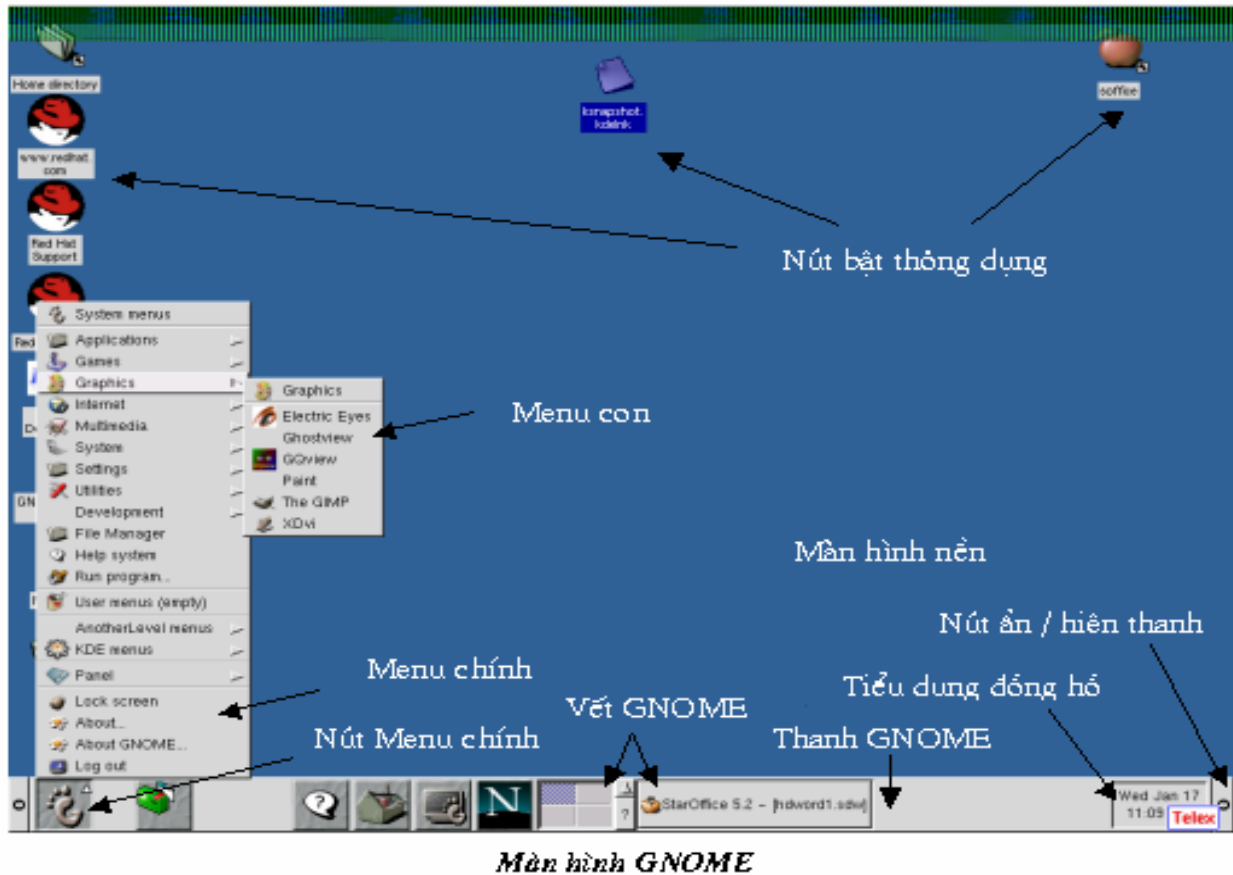 Home directory
ksnapshot.
kdelnk
soffice
www.redhat.
com
Red Hat
Support
Nút bật thông dụng
System menus
Applications
Games
Graphics
Internet
Multimedia
System
Settings
Utilities
Development
File Manager
Help system
Run program...
User menus (empty)
AnotherLevel menus
KDE menus
Panel
Lock screen
About...
About GNOME...
Log out
Graphics
Electric Eyes
Ghostview
GQview
Paint
The GIMP
XDvi
Menu con
Màn hình nền
Nút ẩn / hiên thanh
Menu chính
Tiểu dung đồng hồ
Vết GNOME
Nút Menu chính
Thanh GNOME
N
?
StarOffice 5.2 - [hdword1.sdw]
Wed Jan 17
11:09
Telex
Màn hình GNOME